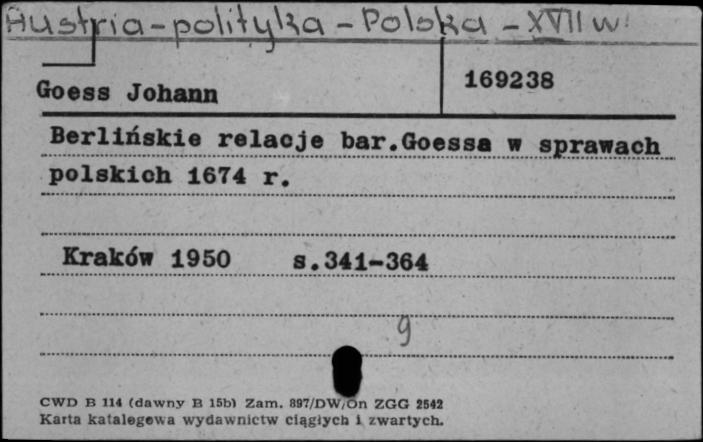 Austria-polityka - Polska - XVII w.
Goess Johann
169238
Berlińskie relacje bar.Goessa w sprawach
polskich 1674 r.
Kraków 1950 s.341-364
9
CWD B 114 (dawny B 15b) Zam. 897/DW/On ZGG 2542
Karta katalegewa wydawnictw ciągłych i zwartych.